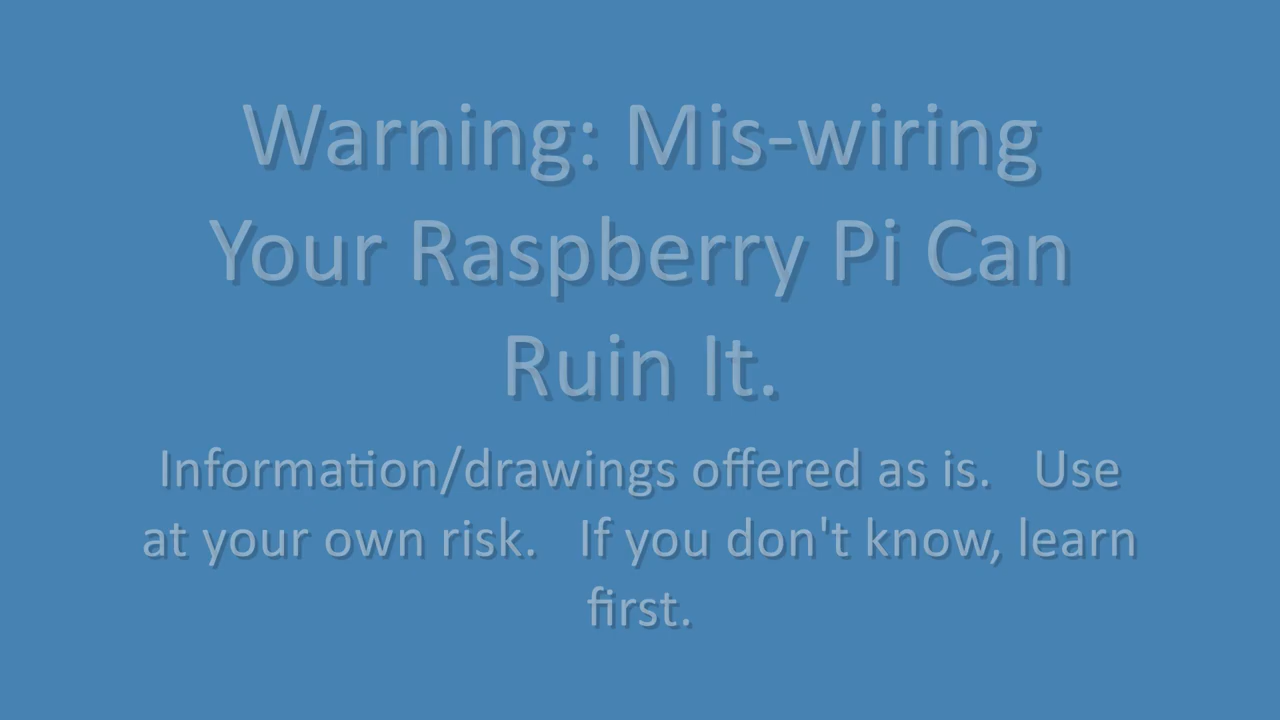 Warning: Mis-wiring
Your Raspberry Pi Can
Ruin It.
Information/drawings offered as is.   Use
at your own risk.   If you don't know, learn
first.